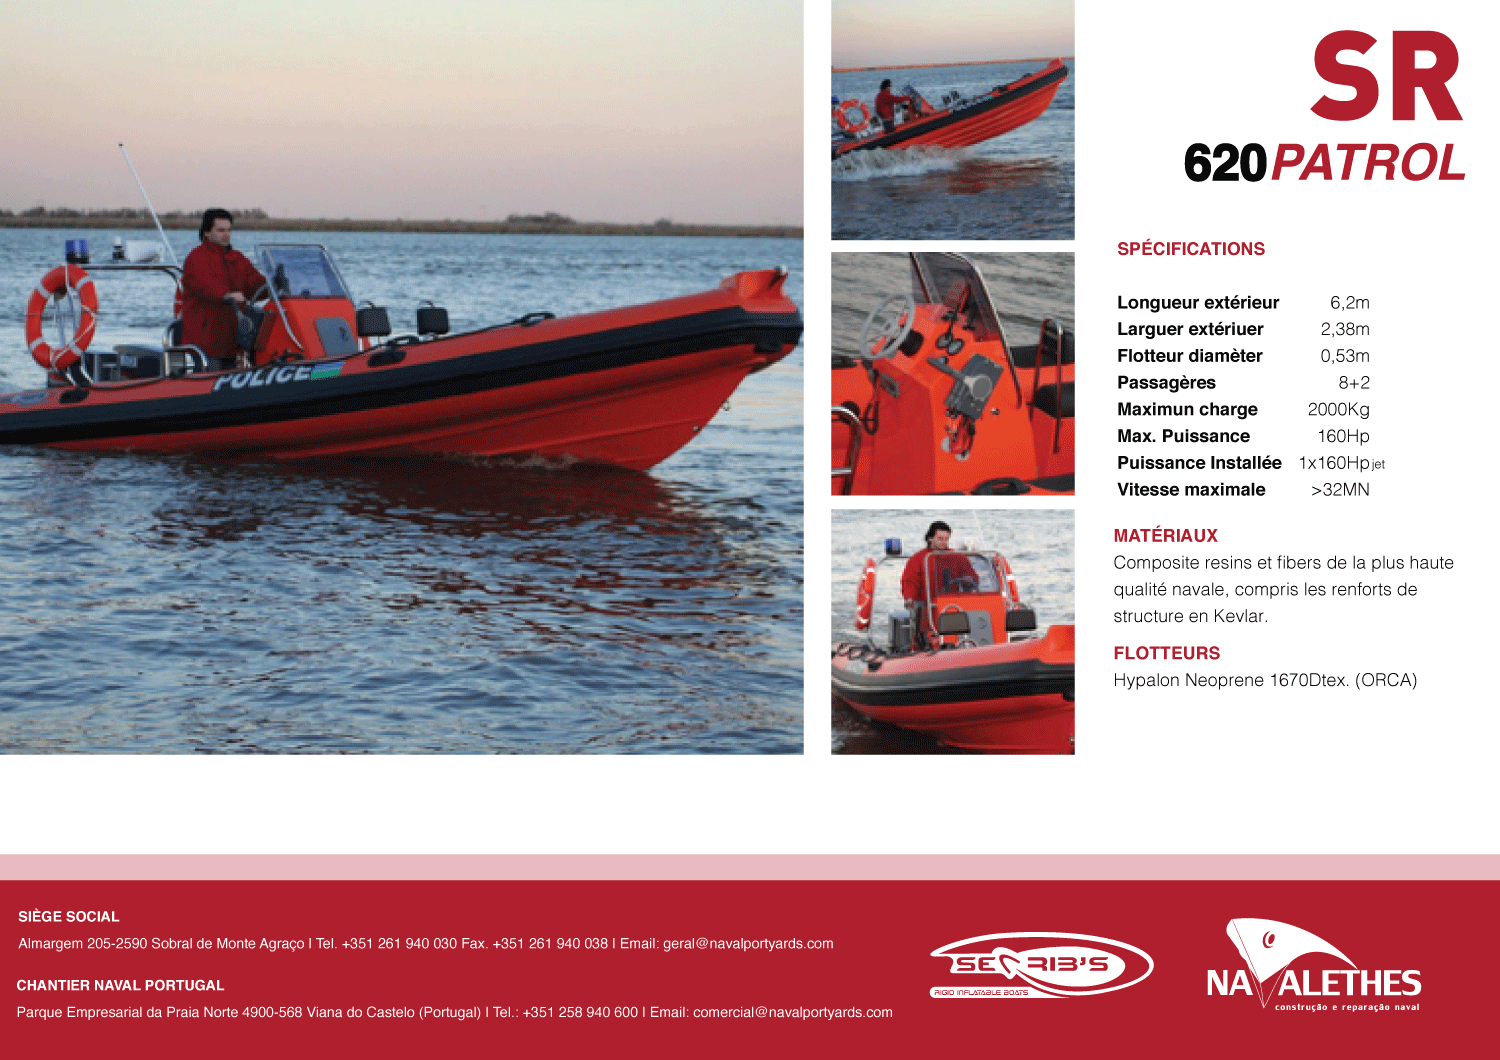 POLICE
SR
620 PATROL
SPÉCIFICATIONS
Longueur extérieur 6,2m
Larguer extériuer 2,38m
Flotteur diamèter 0,53m
Passagères 8+2
Maximun charge 2000Kg
Max. Puissance 160Hp
Puissance Installée 1x160Hp jet
Vitesse maximale >32MN
MATÉRIAUX
Composite resins et fibers de la plus haute
qualité navale, compris les renforts de
structure en Kevlar.
FLOTTEURS
Hypalon Neoprene 1670Dtex. (ORCA)
SIÈGE SOCIAL
Almargem 205-2590 Sobral de Monte Agraço I Tel. +351 261 940 030 Fax. +351 261 940 038 I Email: geral@navalportyards.com
CHANTIER NAVAL PORTUGAL
Parque Empresarial da Praia Norte 4900-568 Viana do Castelo (Portugal) I Tel.: +351 258 940 600 I Email: comercial@navalportyards.com
SEARIB'S
RIGID INFLATABLE BOATS
NAVALETHES
construção e reparação naval